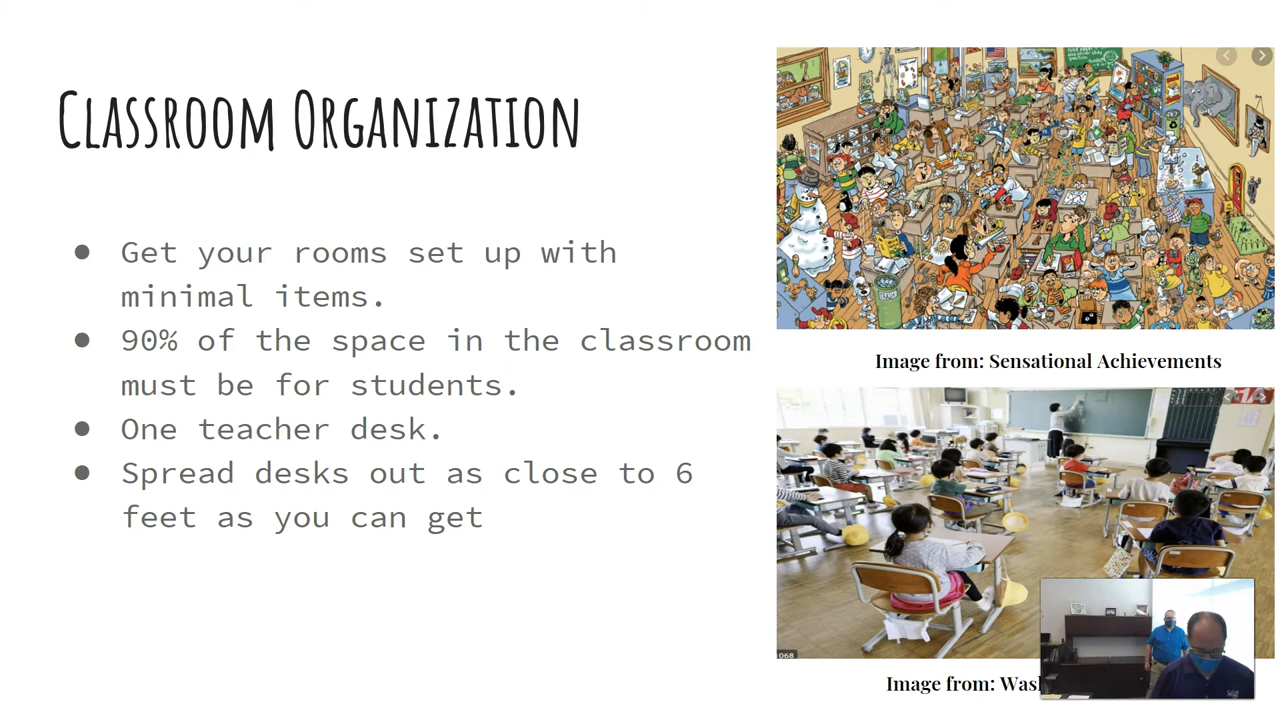 Classroom Organization
● Get your rooms set up with
minimal items.
● 90% of the space in the classroom
must be for students.
● One teacher desk.
● Spread desks out as close to 6
feet as you can get
Image from: Sensational Achievements
14
1068
Image from: